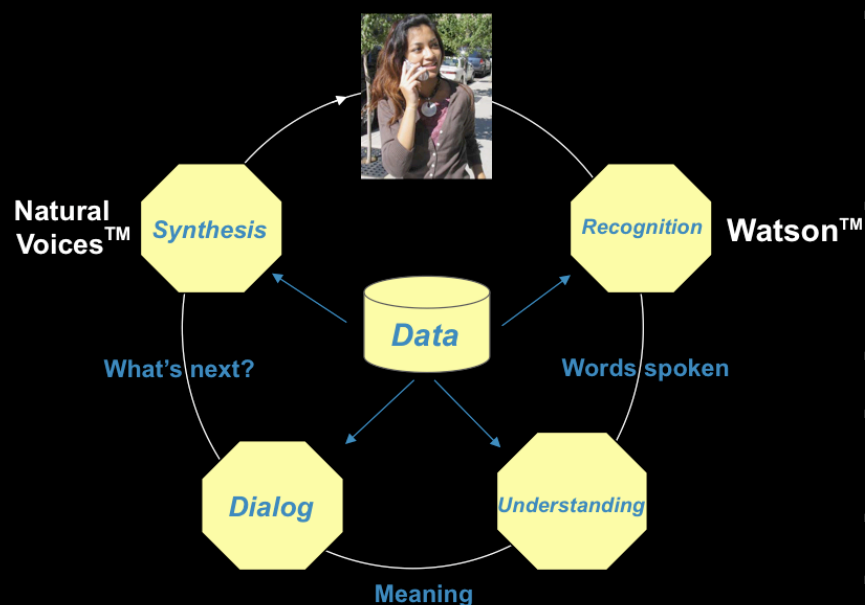 Natural
Voices™
Synthesis
Recognition
Watson™
Data
What’s next?
Words spoken
Dialog
Understanding
Meaning